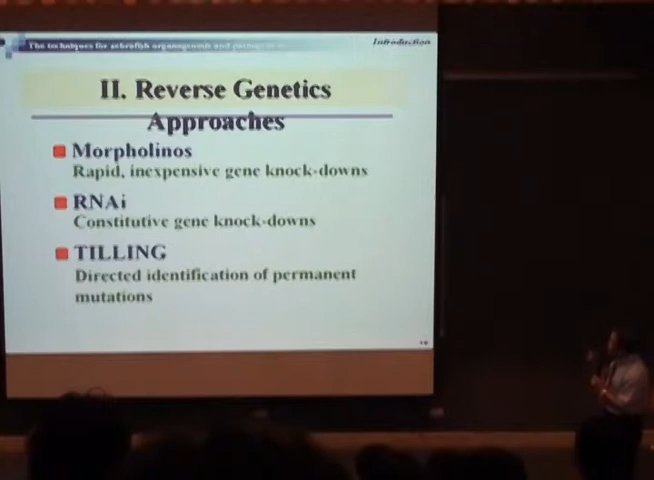 The techniques for zebrafish organogenesis and
Introduction
II. Reverse Genetics
Approaches
Morpholinos
Rapid, inexpensive gene knock-downs
RNAi
Constitutive gene knock-downs
TILLING
Directed identification of permanent
mutations